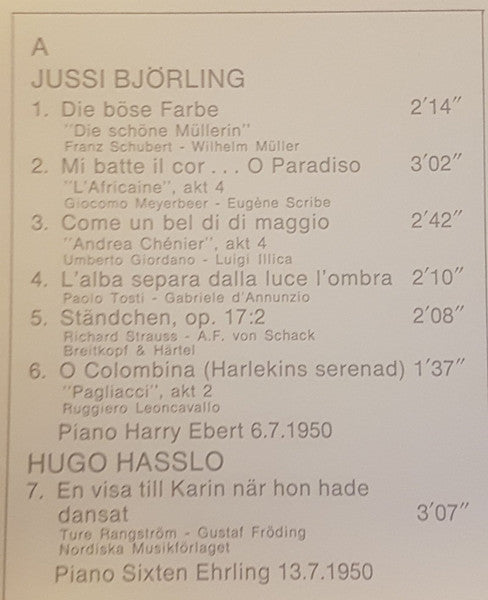 A
JUSSI BJÖRLING
1. Die böse Farbe 2′14″
"Die schöne Müllerin"
Franz Schubert - Wilhelm Müller
2. Mi batte il cor . . . O Paradiso 3′02″
"L'Africaine", akt 4
Giocomo Meyerbeer - Eugène Scribe
3. Come un bel di di maggio 2′42″
"Andrea Chénier", akt 4
Umberto Giordano - Luigi Illica
4. L'alba separa dalla luce l'ombra 2′10″
Paolo Tosti - Gabriele d'Annunzio
5. Ständchen, op. 17:2 2′08″
Richard Strauss - A.F. von Schack
Breitkopf & Härtel
6. O Colombina (Harlekins serenad) 1′37″
"Pagliacci", akt 2
Ruggiero Leoncavallo
Piano Harry Ebert 6.7.1950
HUGO HASSLO
7. En visa till Karin när hon hade
dansat 3′07″
Ture Rangström - Gustaf Fröding
Nordiska Musikförlaget
Piano Sixten Ehrling 13.7.1950